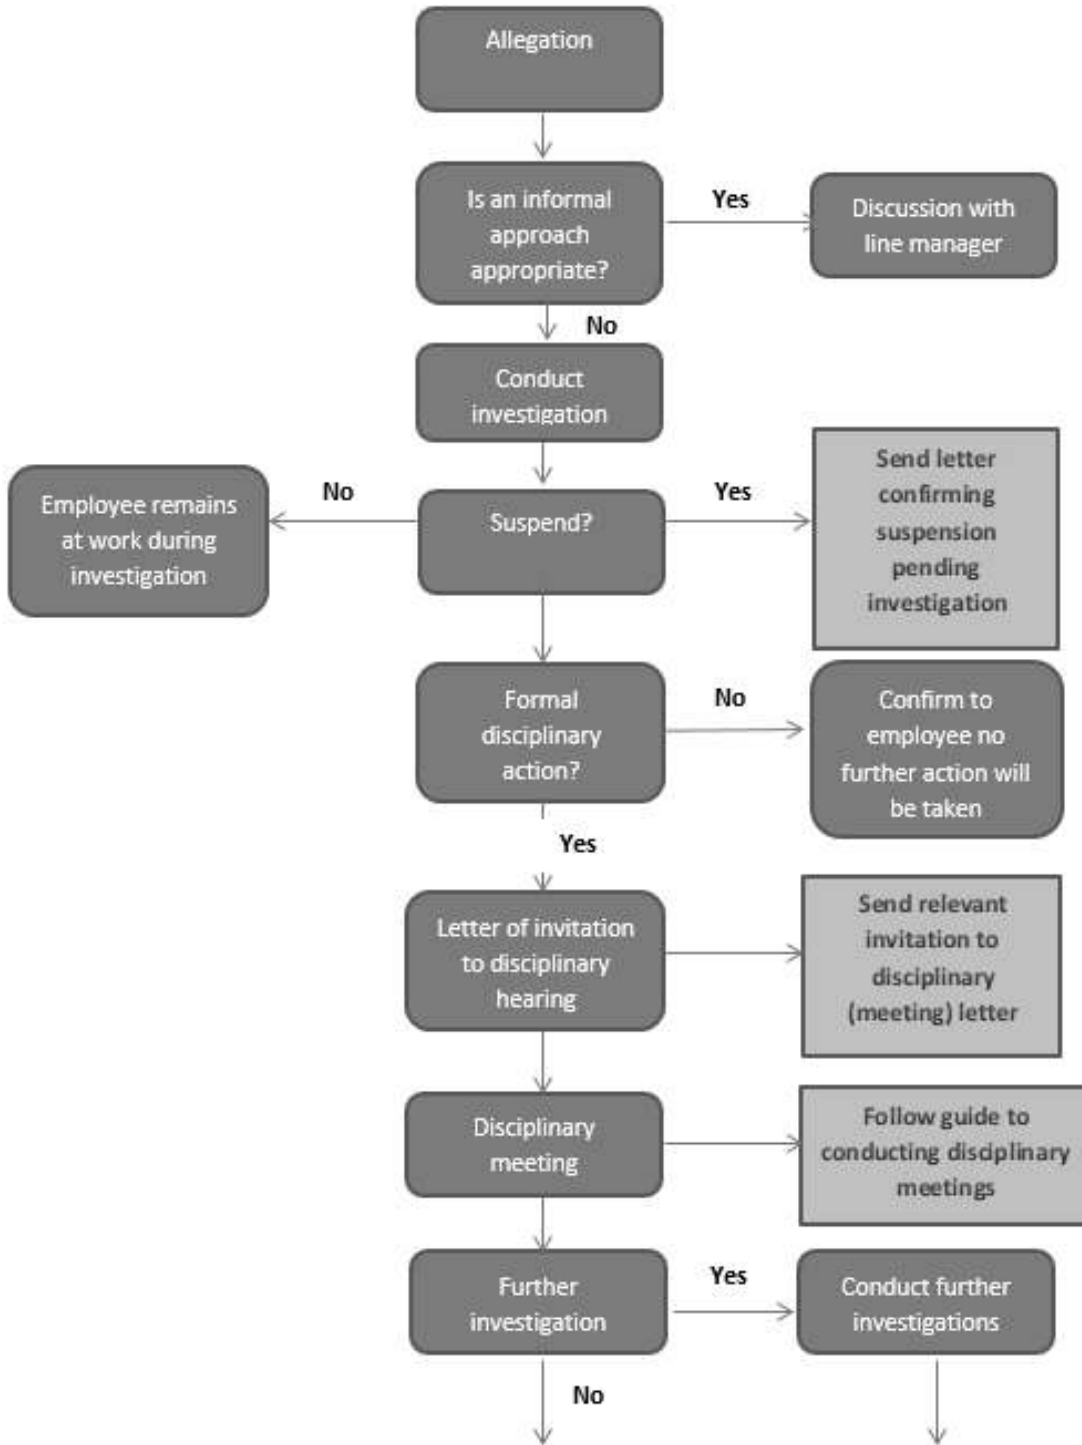 Allegation
Is an informal
approach
appropriate?
Yes
Discussion with
line manager
No
Conduct
investigation
Employee remains
at work during
investigation
No
Suspend?
Yes
Send letter
confirming
suspension
pending
investigation
Formal
disciplinary
action?
No
Confirm to
employee no
further action will
be taken
Yes
Letter of invitation
to disciplinary
hearing
Send relevant
invitation to
disciplinary
(meeting) letter
Disciplinary
meeting
Follow guide to
conducting disciplinary
meetings
Further
investigation
Yes
Conduct further
investigations
No